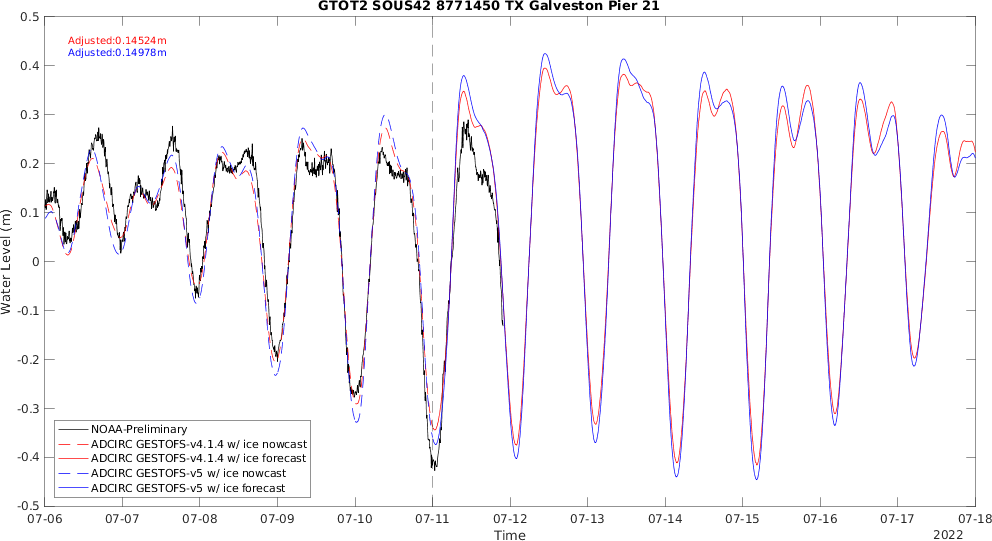 GTOT2 SOUS42 8771450 TX Galveston Pier 21
Adjusted:0.14524m
Adjusted:0.14978m
Water Level (m)
0.5
0.4
0.3
0.2
0.1
0
-0.1
-0.2
-0.3
-0.4
-0.5
NOAA-Preliminary
ADCIRC GESTOFS-v4.1.4 w/ ice nowcast
ADCIRC GESTOFS-v4.1.4 w/ ice forecast
ADCIRC GESTOFS-v5 w/ ice nowcast
ADCIRC GESTOFS-v5 w/ ice forecast
07-06 07-07 07-08 07-09 07-10 07-11 07-12 07-13 07-14 07-15 07-16 07-17 07-18
Time
2022